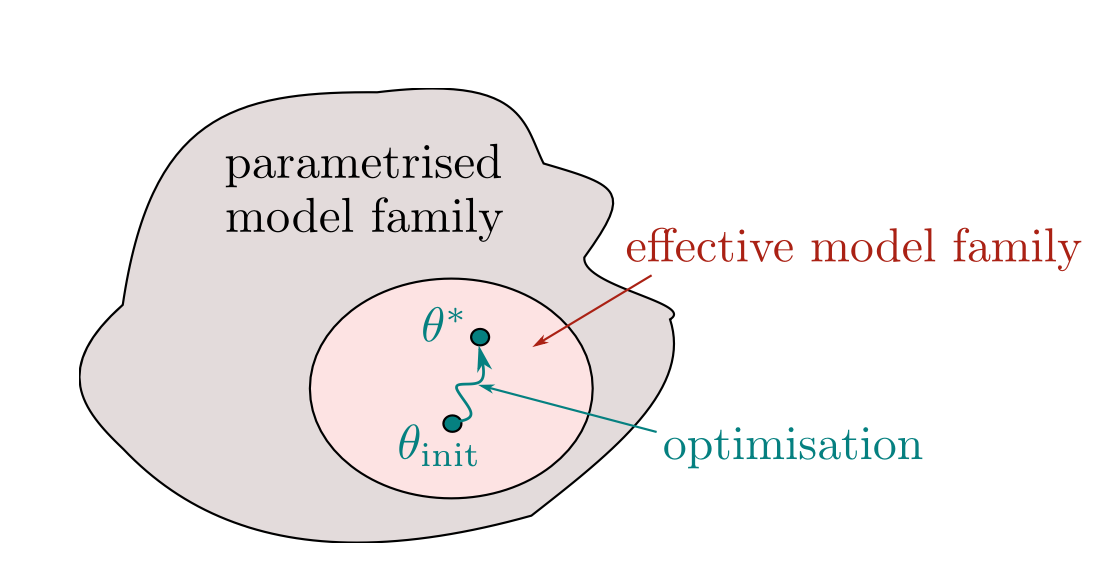 parametrised
model family
effective model family
θ*
θinit
optimisation